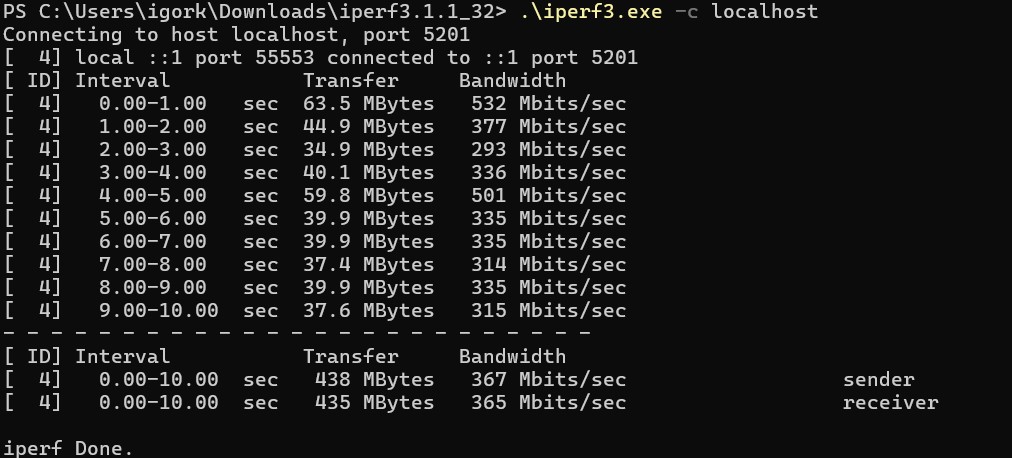 PS C:\Users\igork\Downloads\iperf3.1.1_32> .\iperf3.exe -c localhost
Connecting to host localhost, port 5201
[  4] local ::1 port 55553 connected to ::1 port 5201
[ ID] Interval           Transfer     Bandwidth
[  4]   0.00-1.00   sec  63.5 MBytes   532 Mbits/sec
[  4]   1.00-2.00   sec  44.9 MBytes   377 Mbits/sec
[  4]   2.00-3.00   sec  34.9 MBytes   293 Mbits/sec
[  4]   3.00-4.00   sec  40.1 MBytes   336 Mbits/sec
[  4]   4.00-5.00   sec  59.8 MBytes   501 Mbits/sec
[  4]   5.00-6.00   sec  39.9 MBytes   335 Mbits/sec
[  4]   6.00-7.00   sec  39.9 MBytes   335 Mbits/sec
[  4]   7.00-8.00   sec  37.4 MBytes   314 Mbits/sec
[  4]   8.00-9.00   sec  39.9 MBytes   335 Mbits/sec
[  4]   9.00-10.00  sec  37.6 MBytes   315 Mbits/sec
- - - - - - - - - - - - - - - - - - - - - - - - -
[ ID] Interval           Transfer     Bandwidth
[  4]   0.00-10.00  sec   438 MBytes   367 Mbits/sec                  sender
[  4]   0.00-10.00  sec   435 MBytes   365 Mbits/sec                  receiver
iperf Done.